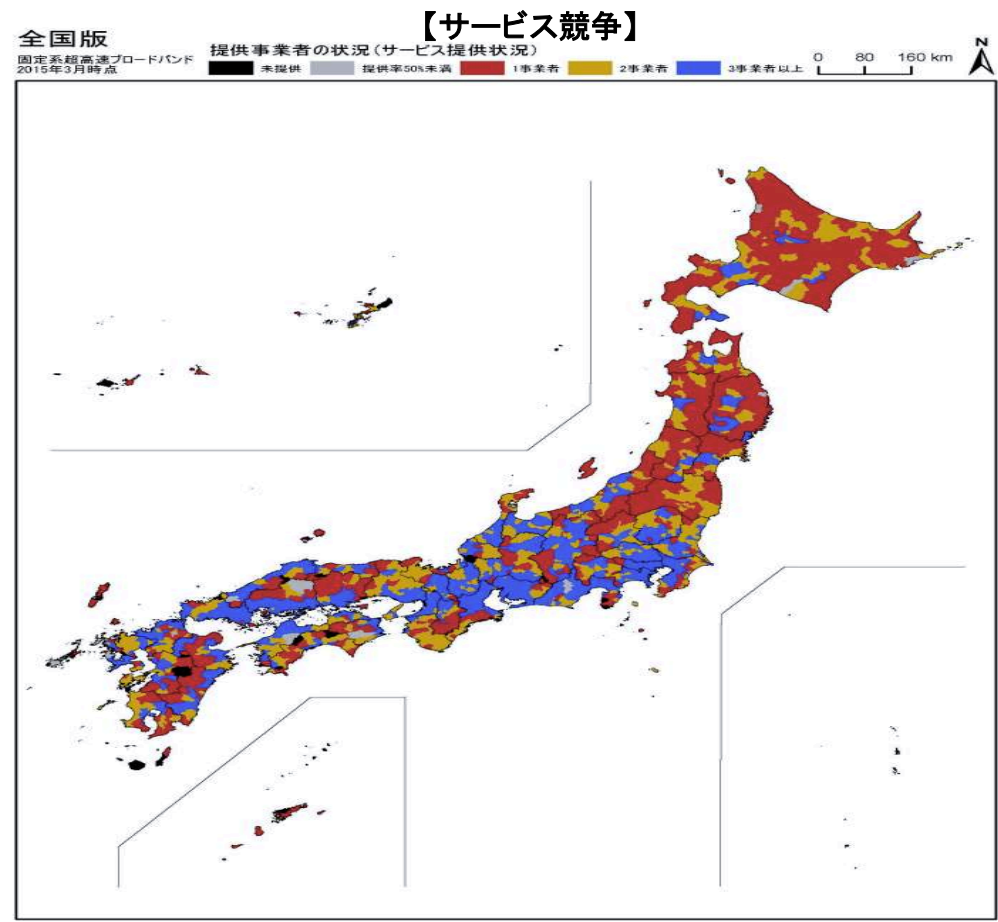 【サービス競争】
全国版
固定系超高速ブロードバンド
2015年3月時点
提供事業者の状況(サービス提供状況)
未提供 提供率50%未満 1事業者 2事業者 3事業者以上
0 80 160 km
N